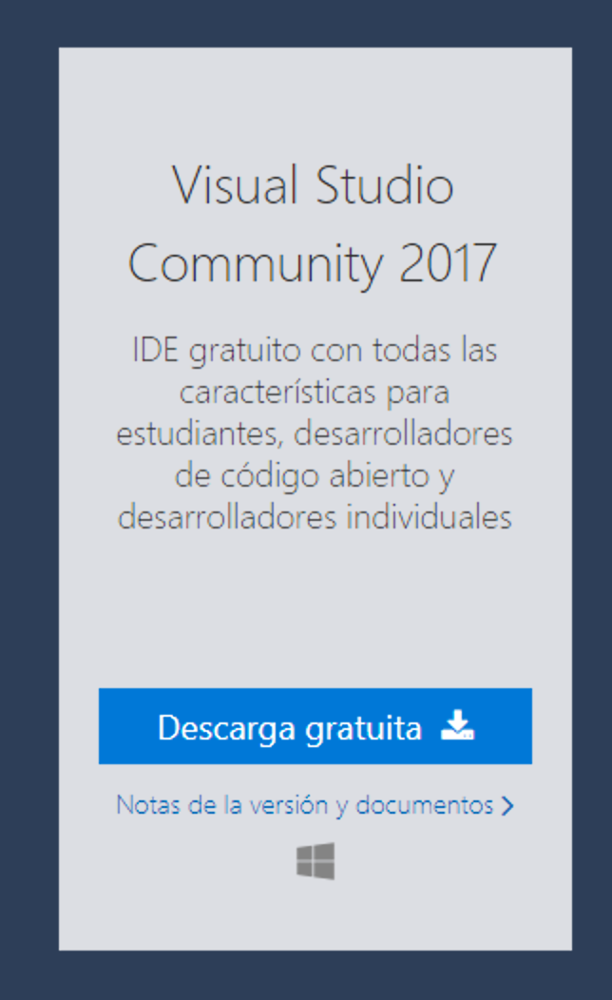 Visual Studio
Community 2017
IDE gratuito con todas las
características para
estudiantes, desarrolladores
de código abierto y
desarrolladores individuales
Descarga gratuita
Notas de la versión y documentos